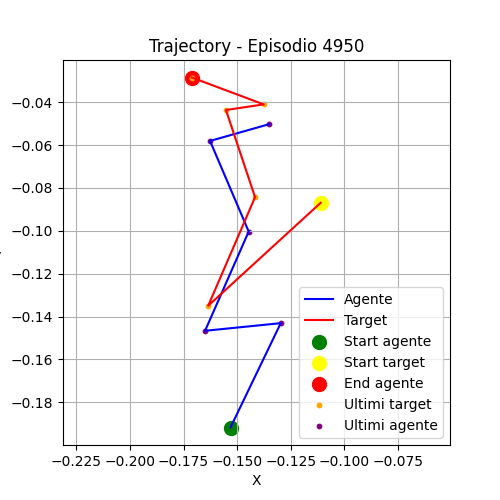 Trajectory - Episodio 4950
−0.04
−0.06
−0.08
−0.10
−0.12
−0.14
−0.16
−0.18
Agente
Target
Start agente
Start target
End agente
Ultimi target
Ultimi agente
−0.225 −0.200 −0.175 −0.150 −0.125 −0.100 −0.075
X